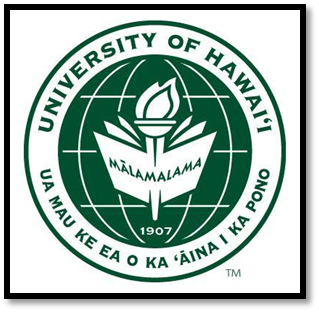 UNIVERSITY OF HAWAIʻI
MĀLAMALAMA
1907
UA MAU KE EA O KA ʻĀINA I KA PONO
TM